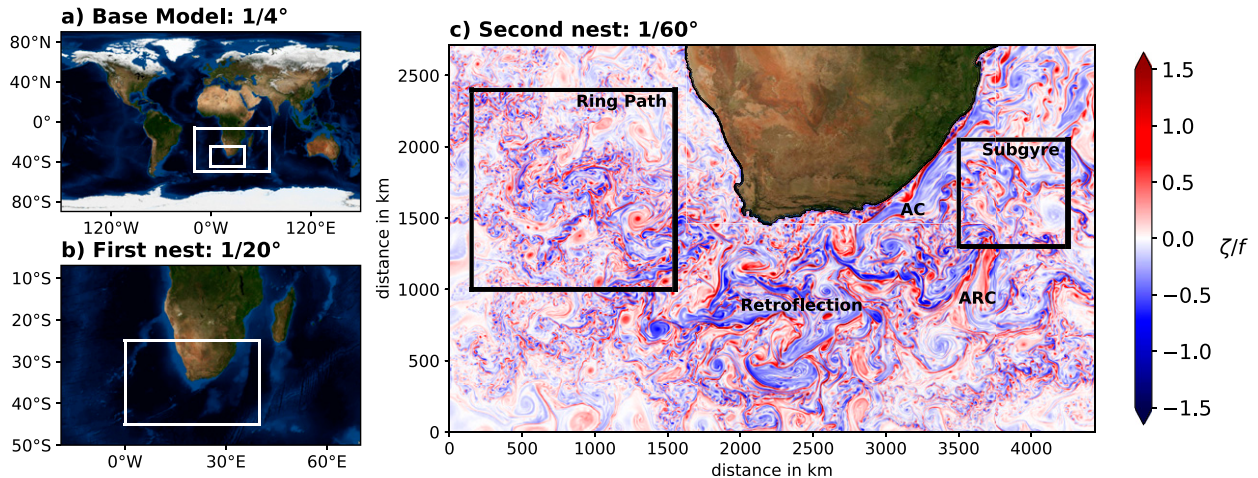 a) Base Model: 1/4°
80°N
40°N
0°
40°S
80°S
120°W
0°W
120°E
b) First nest: 1/20°
10°S
20°S
30°S
40°S
50°S
0°W
30°E
60°E
c) Second nest: 1/60°
distance in km
2500
2000
1500
1000
500
0
Ring Path
Subgyre
AC
ARC
Retroflection
0
500
1000
1500
2000
2500
3000
3500
4000
distance in km
1.5
1.0
0.5
0.0
−0.5
−1.0
−1.5
ζ/f